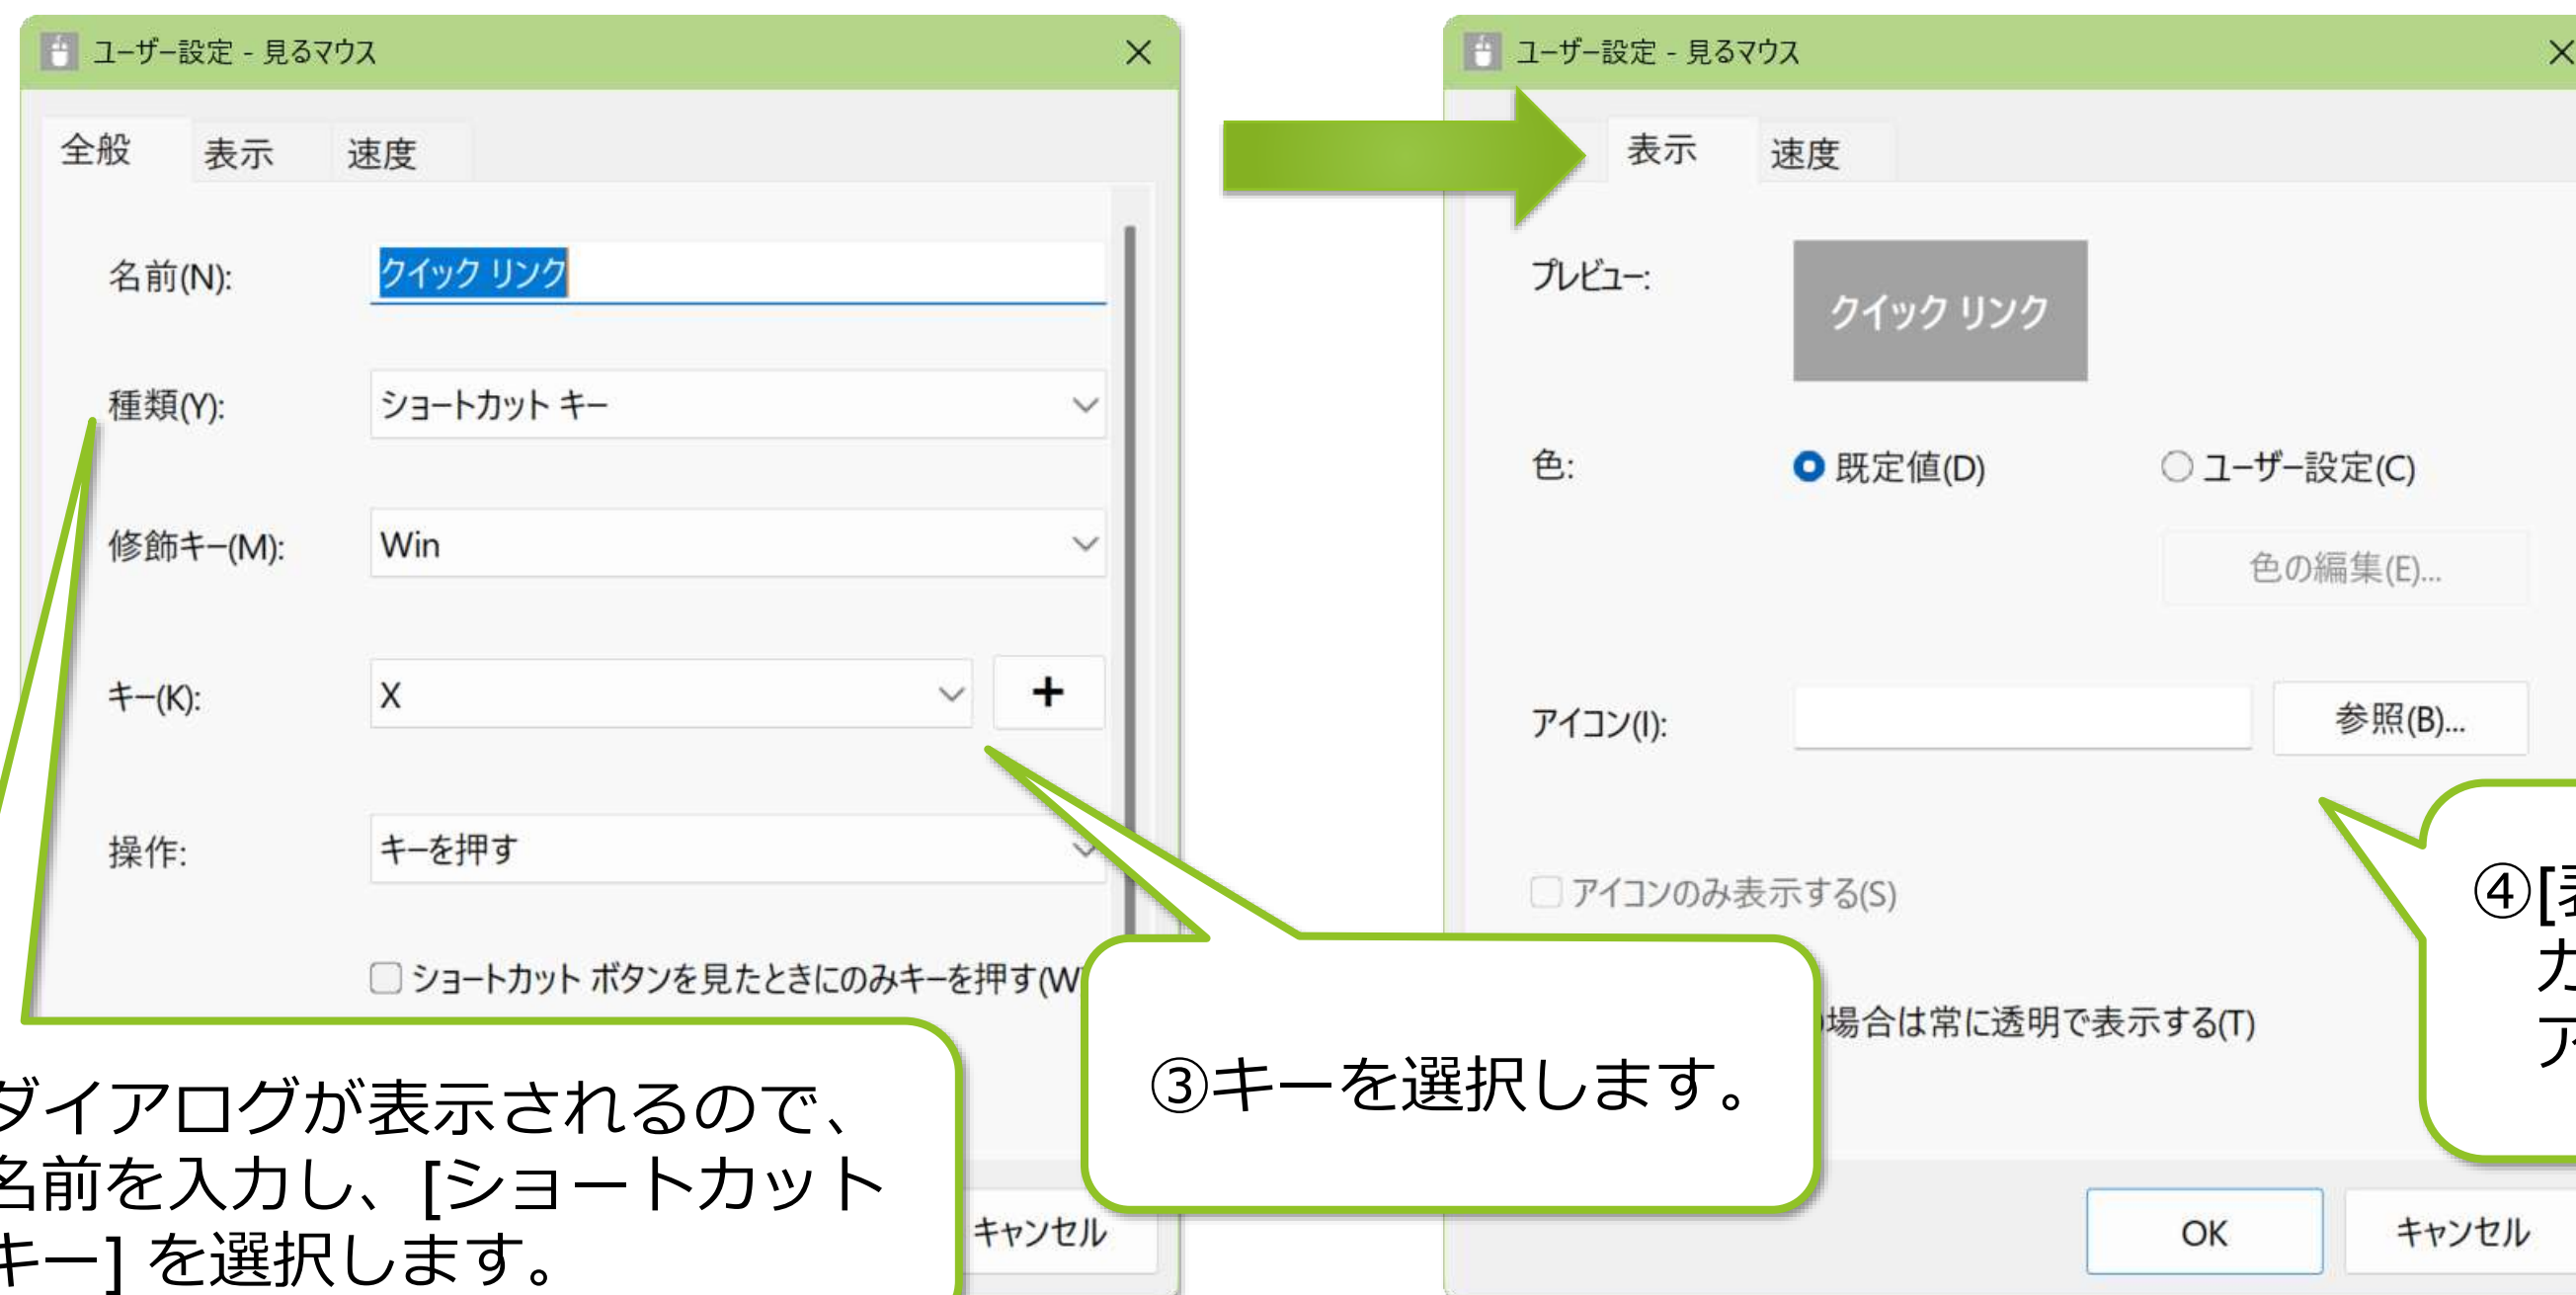 ユーザー設定 - 見るマウス
全般 表示 速度
名前(N): クイック リンク
種類(Y): ショートカット キー
修飾キー(M): Win
キー(K): X
操作: キーを押す
ショートカット ボタンを見たときにのみキーを押す(W
ダイアログが表示されるので、
名前を入力し、[ショートカット
キー] を選択します。
キャンセル
③キーを選択します。
ユーザー設定 - 見るマウス
表示 速度
プレビュー: クイック リンク
色: 既定値(D) ユーザー設定(C)
色の編集(E)...
アイコン(I): 参照(B)...
アイコンのみ表示する(S)
場合は常に透明で表示する(T)
④[表
カ
ア
OK キャンセル